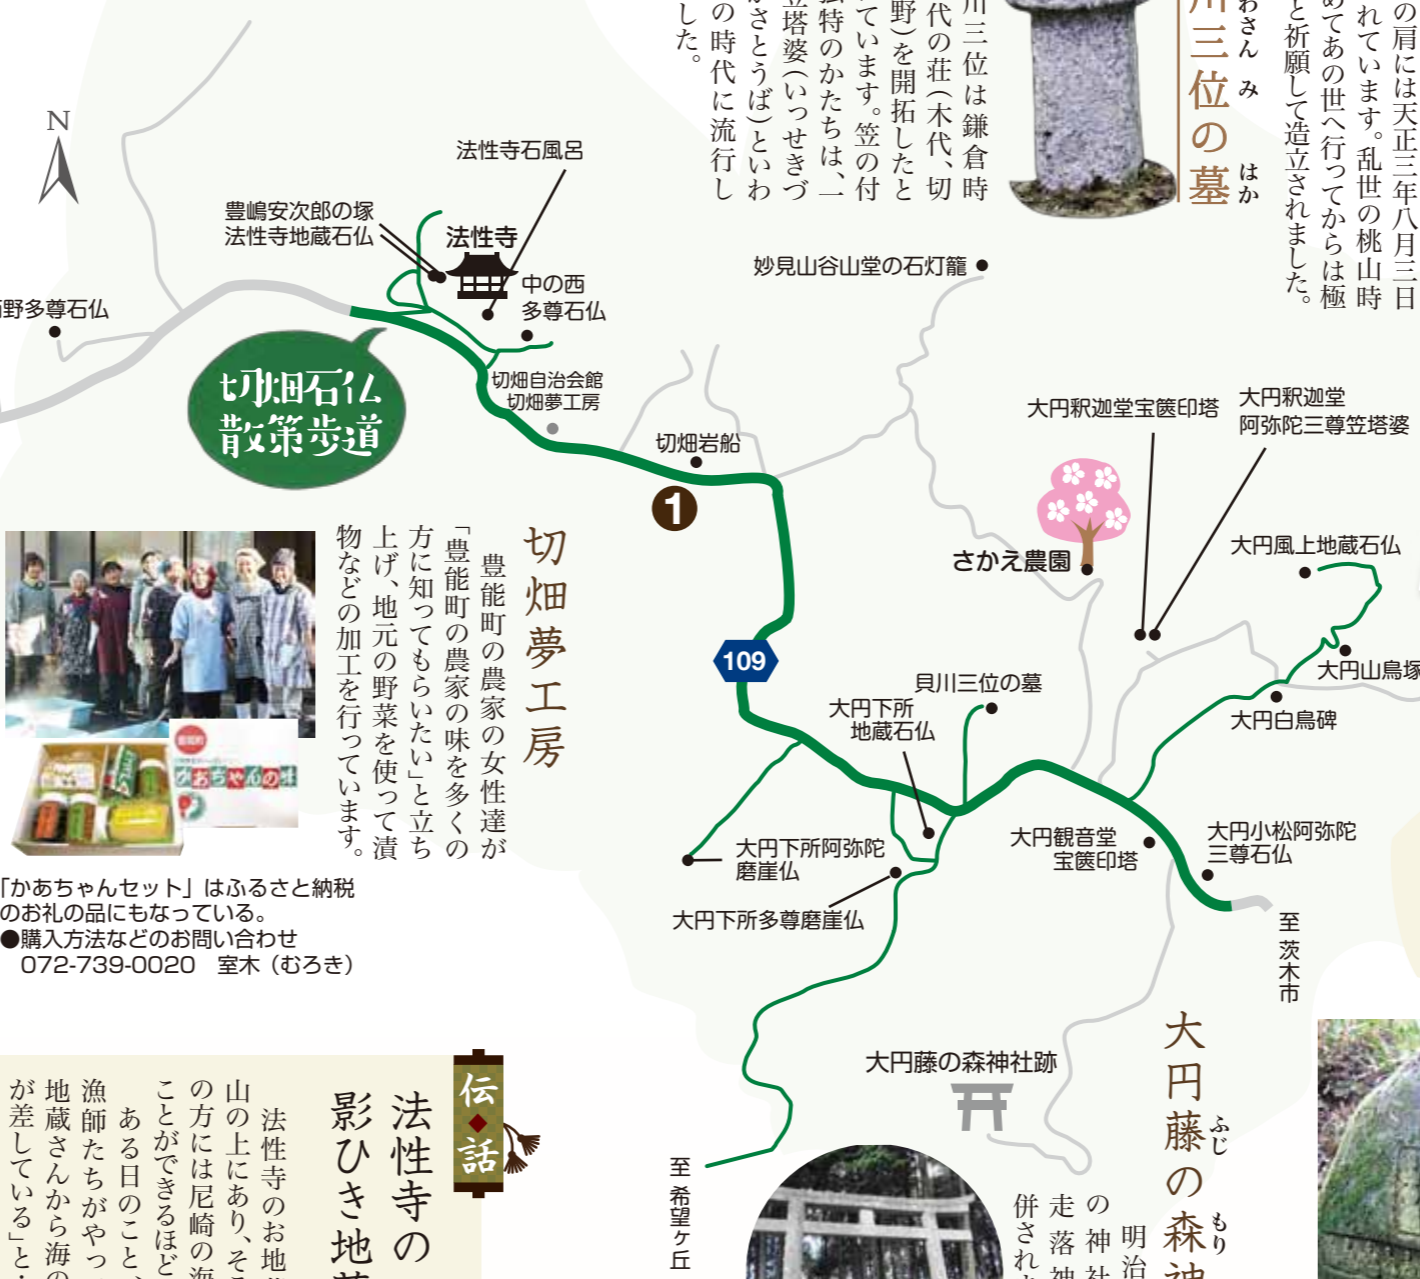 の肩には天正三年八月三日
れています。乱世の桃山時
めてあの世へ行ってからは極
と祈願して造立されました。
川三位の墓
わさん み はか
川三位は鎌倉時
代の荘(木代、切
野)を開拓したと
ています。笠の付
独特のかたちは、一
立塔婆(いっせきづ
がさとうば)といわ
の時代に流行し
した。
N
法性寺石風呂
豊嶋安次郎の塚
法性寺地蔵石仏
法性寺
中の西
多尊石仏
野多尊石仏
妙見山谷山堂の石灯籠
切畑石仏
散策歩道
切畑自治会館
切畑夢工房
切畑岩船
1
大円釈迦堂宝篋印塔
大円釈迦堂
阿弥陀三尊笠塔婆
さかえ農園
大円風上地蔵石仏
大円山鳥塚
大円白鳥碑
109
貝川三位の墓
大円下所
地蔵石仏
大円下所阿弥陀
磨崖仏
大円下所多尊磨崖仏
大円観音堂
宝篋印塔
大円小松阿弥陀
三尊石仏
至 茨木市
大円藤の森神社跡
至 希望ヶ丘
切畑夢工房
豊能町の農家の女性達が
「豊能町の農家の味を多くの
方に知ってもらいたい」と立ち
上げ、地元の野菜を使って漬
物などの加工を行っています。
かあちゃんの味
「かあちゃんセット」はふるさと納税
のお礼の品にもなっている。
●購入方法などのお問い合わせ
072-739-0020 室木(むろき)
大円藤の森神
ふじ もり
明治
の神社
走落神
併され
伝◆話
法性寺の
影ひき地蔵
法性寺のお地
山の上にあり、そ
の方には尼崎の海
ことができるほど
ある日のこと、
漁師たちがやっ
地蔵さんから海の
が差している」と